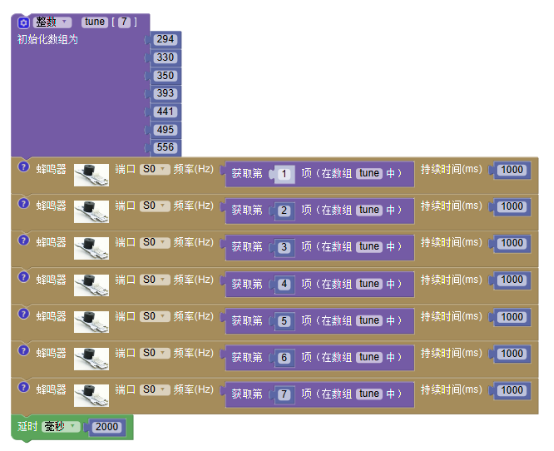 整数 tune [ 7 ]
初始化数组为 294
330
350
393
441
495
556
? 蜂鸣器 端口 S0 频率(Hz) 获取第 1 项（在数组 tune 中） 持续时间(ms) 1000
? 蜂鸣器 端口 S0 频率(Hz) 获取第 2 项（在数组 tune 中） 持续时间(ms) 1000
? 蜂鸣器 端口 S0 频率(Hz) 获取第 3 项（在数组 tune 中） 持续时间(ms) 1000
? 蜂鸣器 端口 S0 频率(Hz) 获取第 4 项（在数组 tune 中） 持续时间(ms) 1000
? 蜂鸣器 端口 S0 频率(Hz) 获取第 5 项（在数组 tune 中） 持续时间(ms) 1000
? 蜂鸣器 端口 S0 频率(Hz) 获取第 6 项（在数组 tune 中） 持续时间(ms) 1000
? 蜂鸣器 端口 S0 频率(Hz) 获取第 7 项（在数组 tune 中） 持续时间(ms) 1000
延时 毫秒 2000